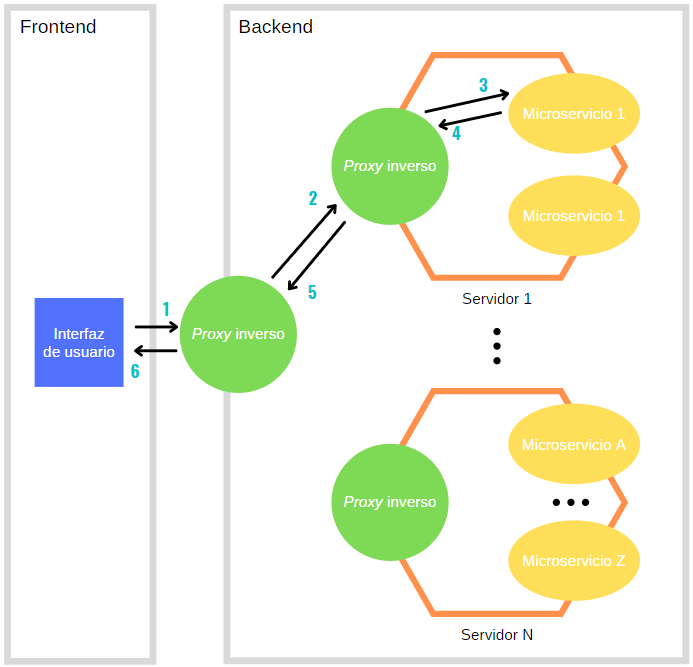 Frontend
Backend
3
Microservicio 1
4
Proxy inverso
2
Microservicio 1
5
Servidor 1
1
Interfaz
de usuario
Proxy inverso
6
Microservicio A
Proxy inverso
Microservicio Z
Servidor N